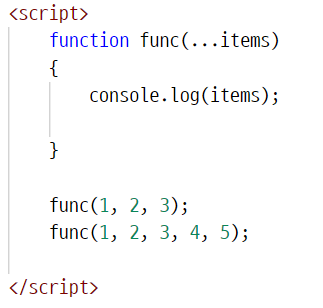 <script>
function func(...items)
{
console.log(items);
}
func(1, 2, 3);
func(1, 2, 3, 4, 5);
</script>